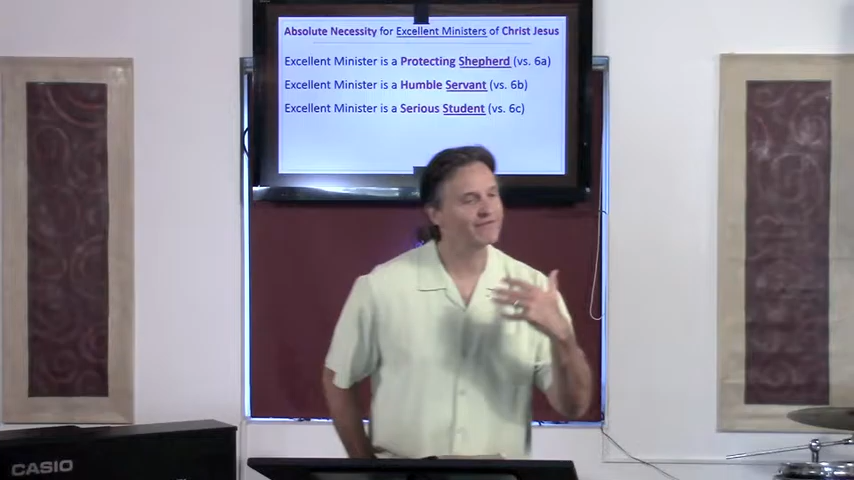 Absolute Necessity for Excellent Ministers of Christ Jesus
Excellent Minister is a Protecting Shepherd (vs. 6a)
Excellent Minister is a Humble Servant (vs. 6b)
Excellent Minister is a Serious Student (vs. 6c)
CASIO